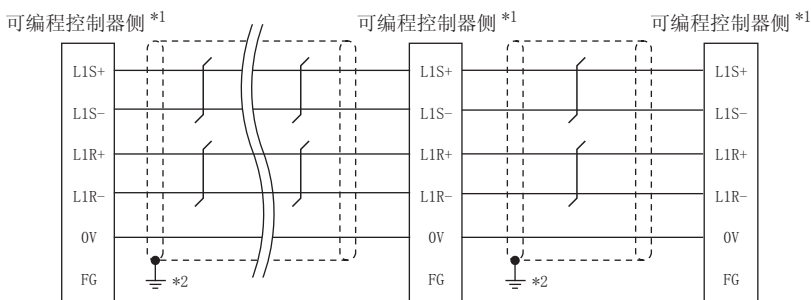 可编程控制器侧 *1 可编程控制器侧 *1 可编程控制器侧 *1
L1S+ L1S+ L1S+
L1S- L1S- L1S-
L1R+ L1R+ L1R+
L1R- L1R- L1R-
0V 0V 0V
FG *2 FG *2 FG